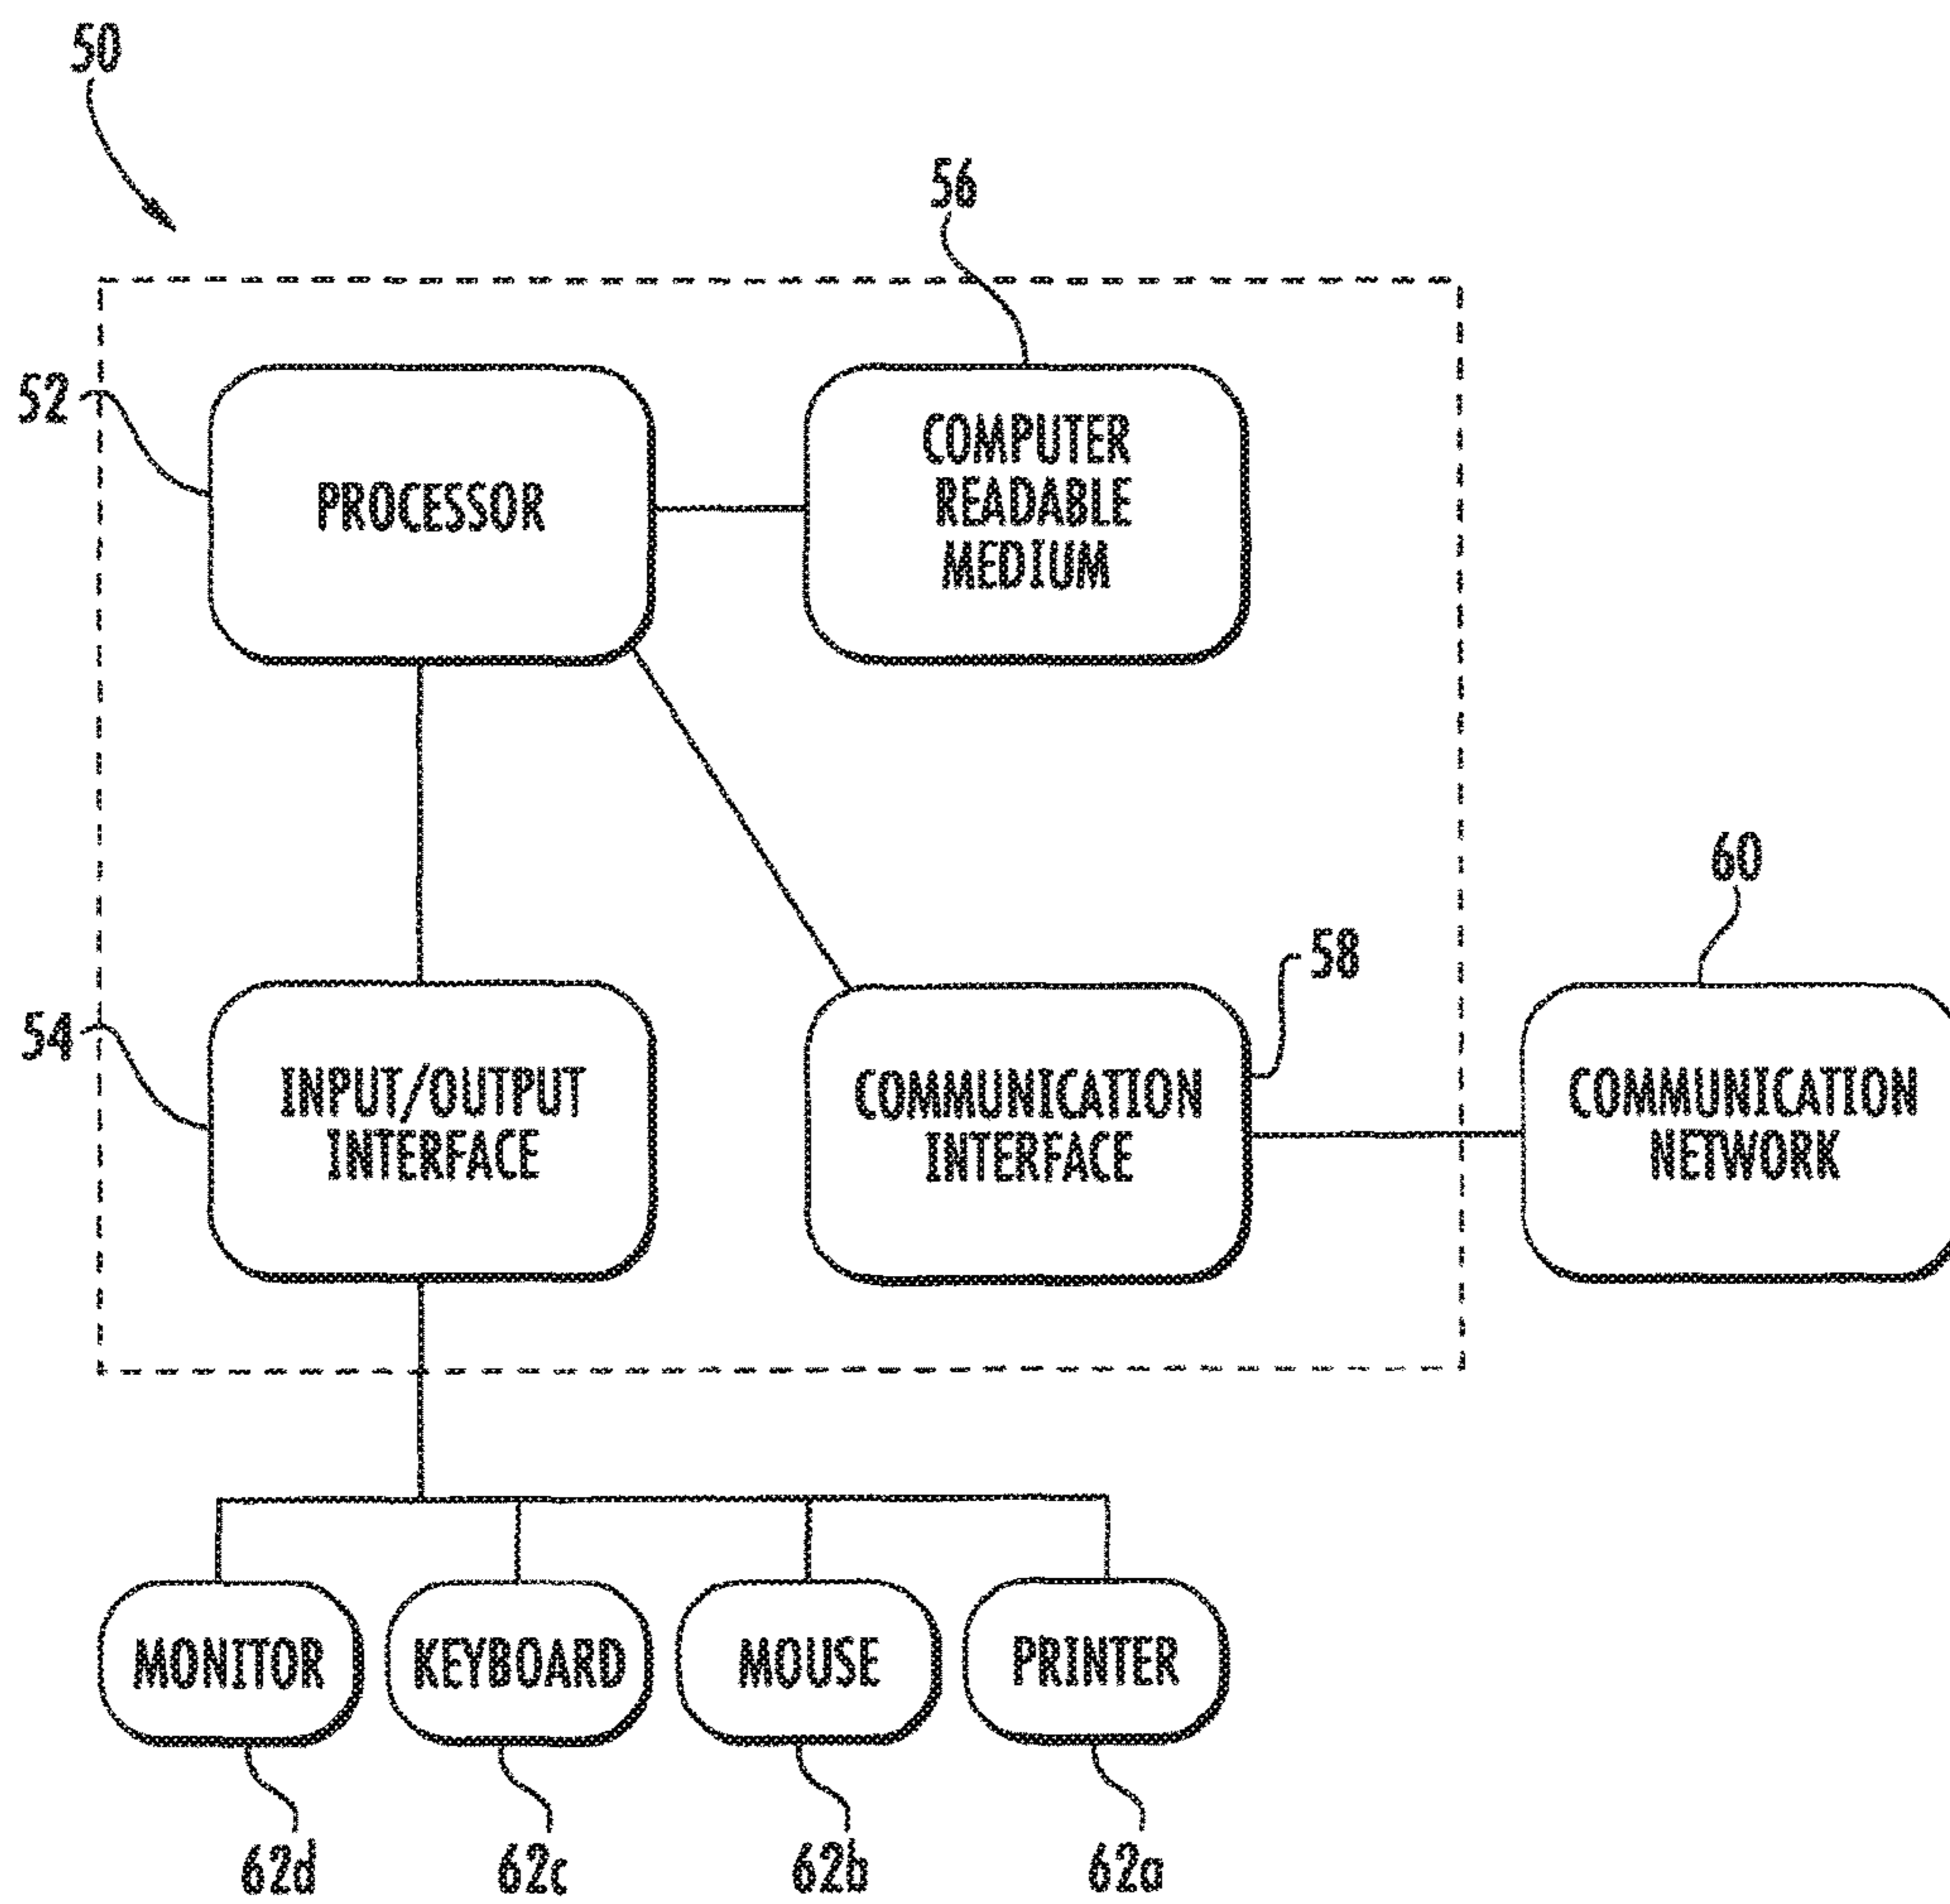 50
56
52
PROCESSOR
COMPUTER
READABLE
MEDIUM
60
58
54
INPUT/OUTPUT
INTERFACE
COMMUNICATION
INTERFACE
COMMUNICATION
NETWORK
MONITOR
KEYBOARD
MOUSE
PRINTER
62d
62c
62b
62a